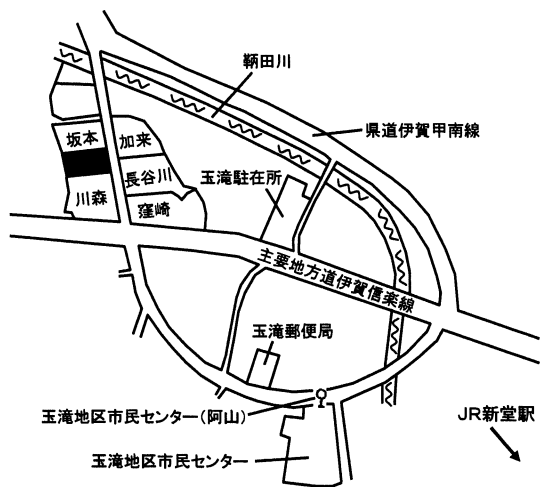 鞆田川
県道伊賀甲南線
坂本
加来
長谷川
玉滝駐在所
川森
窪崎
主要地方道伊賀信楽線
玉滝郵便局
玉滝地区市民センター(阿山)
JR新堂駅
玉滝地区市民センター